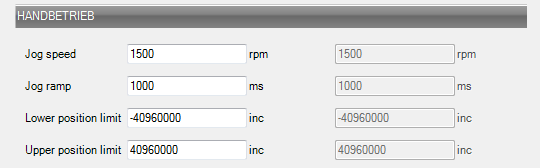 HANDBETRIEB
Jog speed 1500 rpm 1500 rpm
Jog ramp 1000 ms 1000 ms
Lower position limit -40960000 inc -40960000 inc
Upper position limit 40960000 inc 40960000 inc